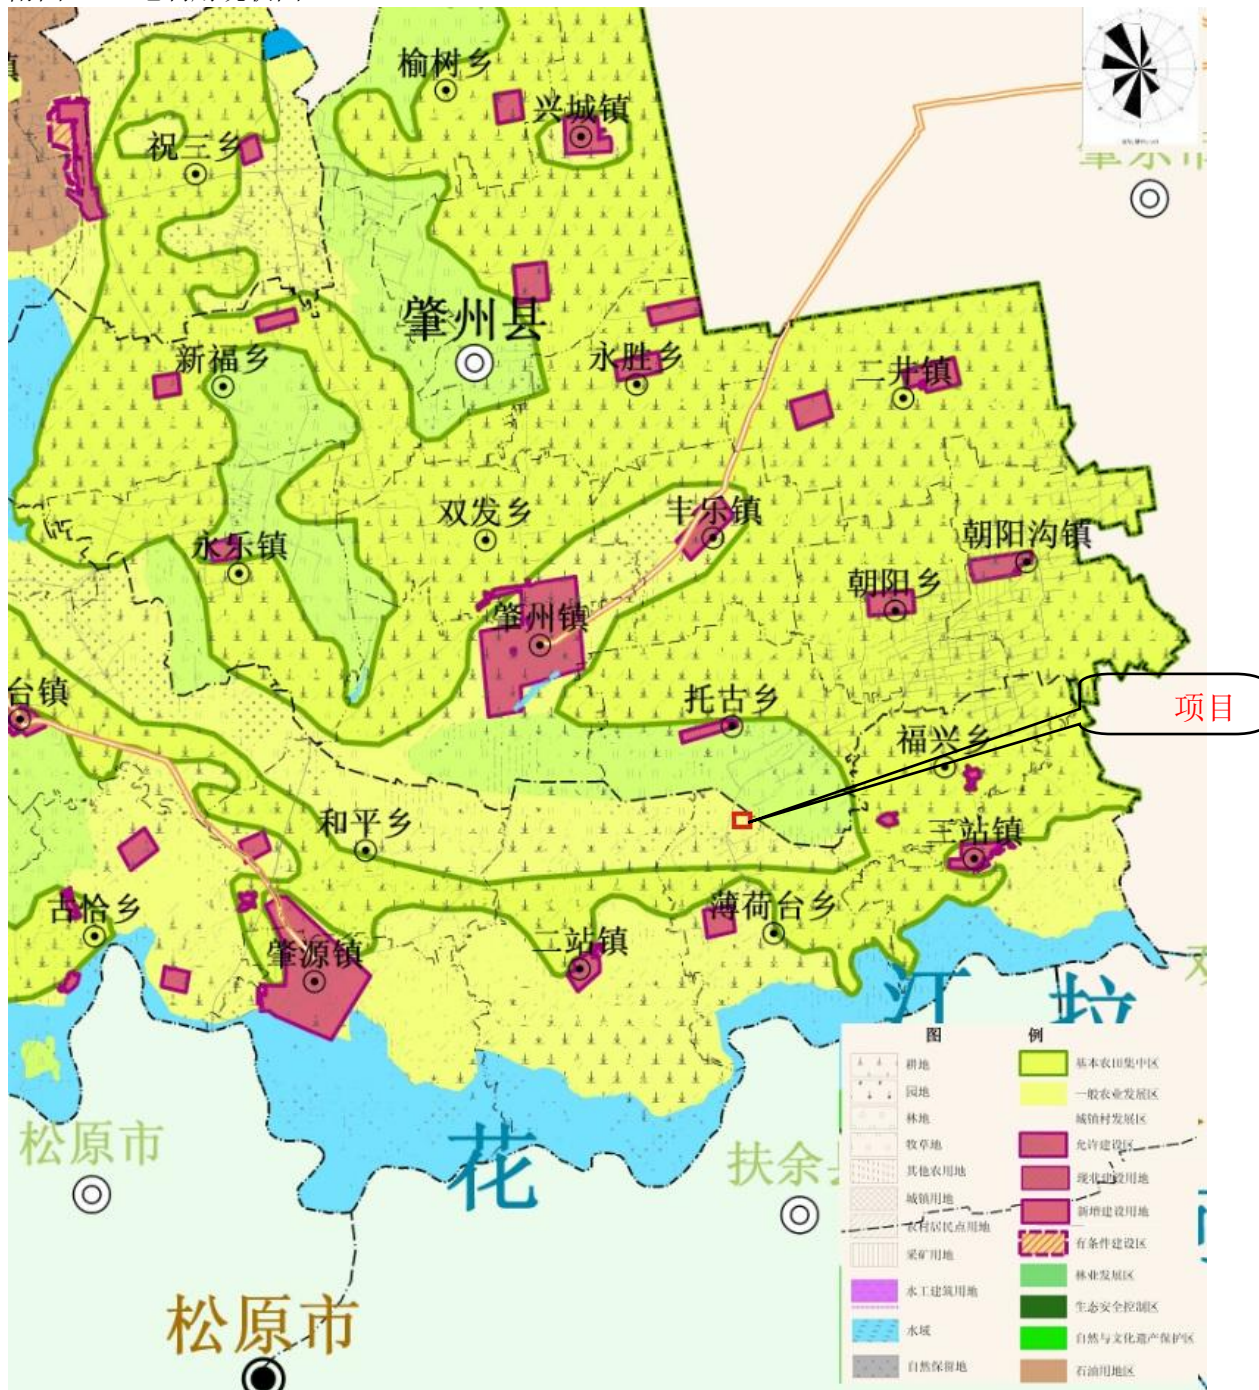 榆树乡
兴城镇
祝三乡
肇州县
新福乡
永胜乡
二井镇
双发乡
丰乐镇
永乐镇
朝阳沟镇
朝阳乡
肇州镇
台镇
托古乡
项目
福兴乡
和平乡
三站镇
古恰乡
薄荷台乡
二站镇
肇源镇
江
拉
花
松原市
扶余县
松原市
图 例
耕地
园地
林地
牧草地
其他农用地
城镇用地
农村居民点用地
采矿用地
水工建筑用地
水域
自然保留地
基本农田集中区
一般农业发展区
城镇村发展区
允许建设区
现状建设用地
新增建设用地
有条件建设区
林业发展区
生态安全控制区
自然与文化遗产保护区
石油用地区